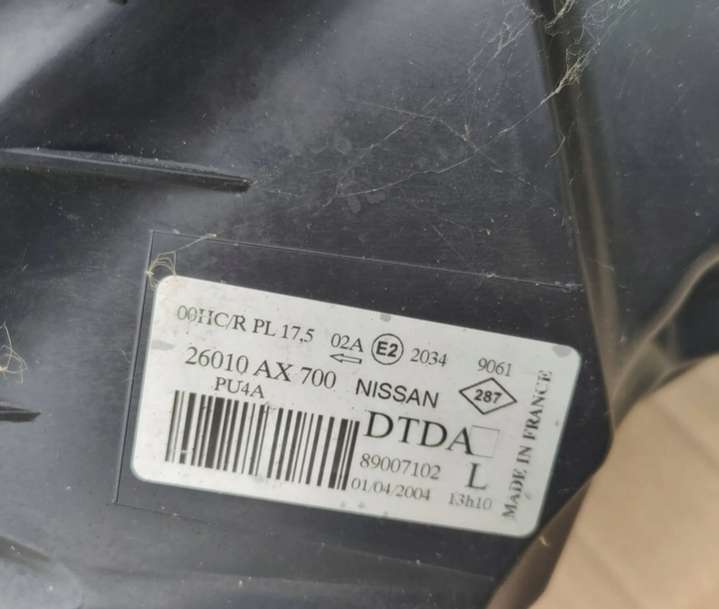 00HC/R PL 17,5 02A E2 2034 9061
26010 AX 700 NISSAN 287
PU4A
DTDA
89007102 L
01/04/2004 13h10
MADE IN FRANCE